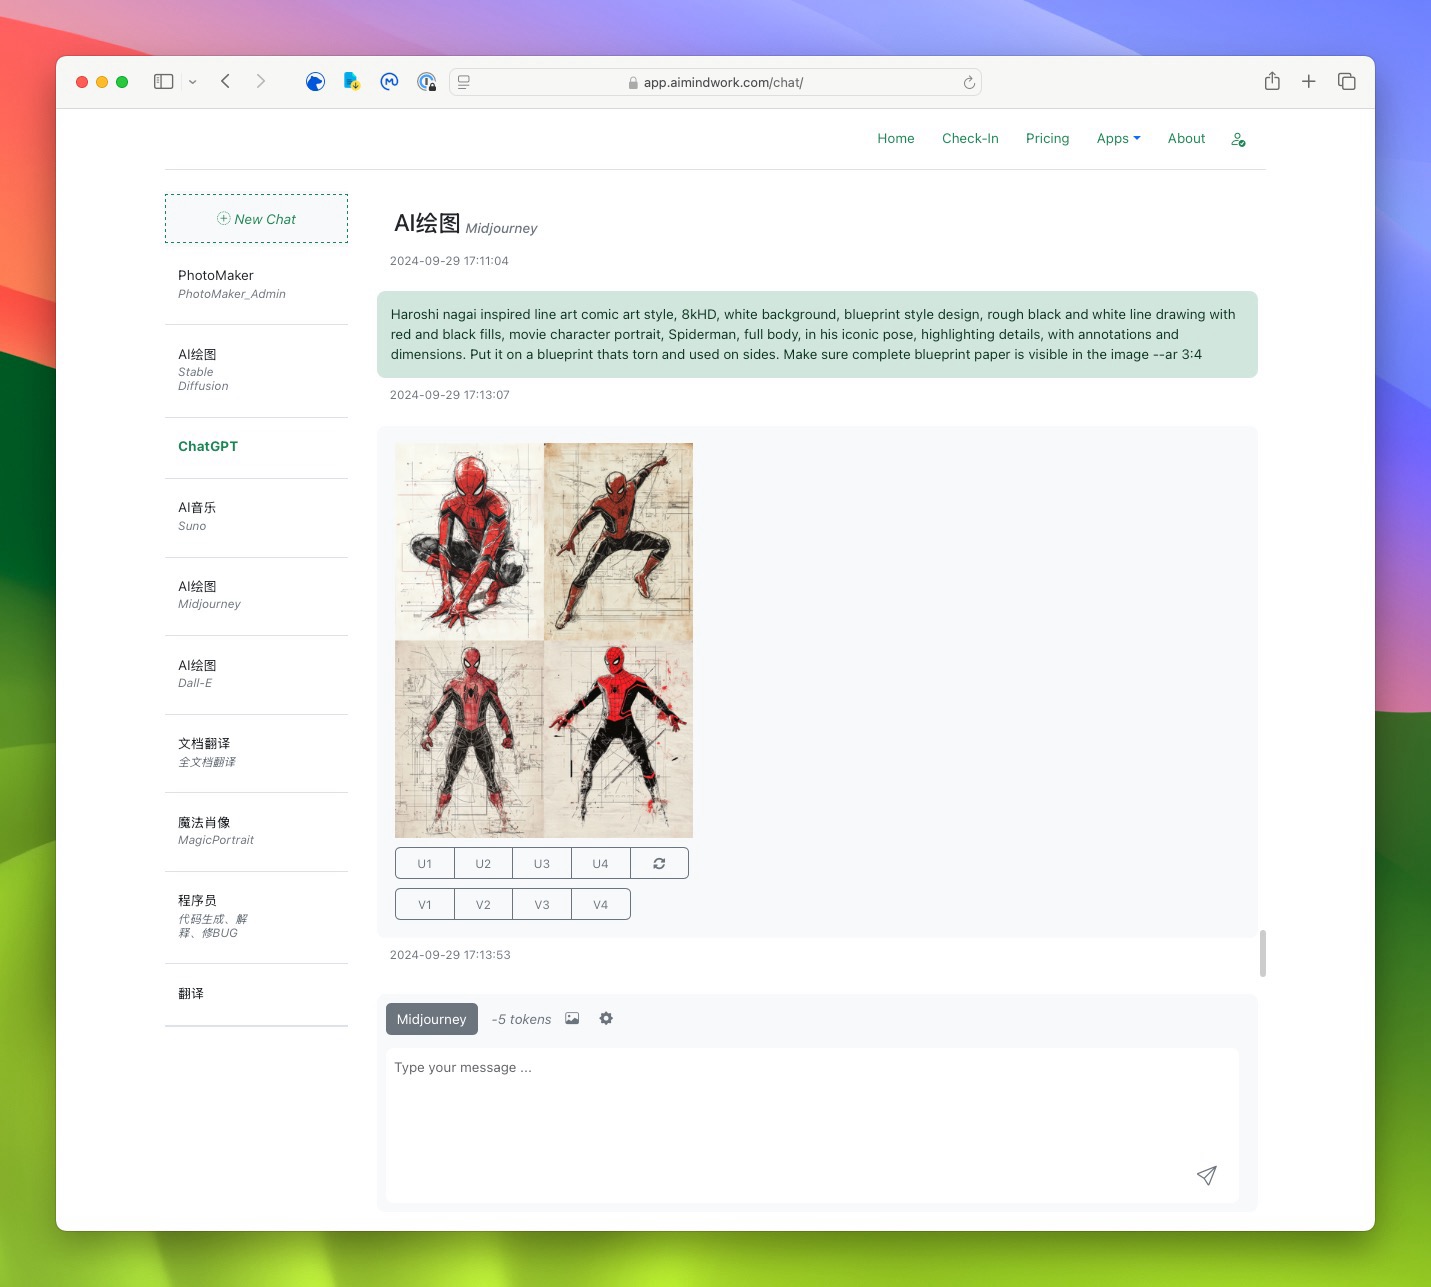 app.aimindwork.com/chat/
Home Check-In Pricing Apps About
New Chat
PhotoMaker
PhotoMaker_Admin
AI绘图
Stable
Diffusion
ChatGPT
AI音乐
Suno
AI绘图
Midjourney
AI绘图
Dall-E
文档翻译
全文档翻译
魔法肖像
MagicPortrait
程序员
代码生成、解
释、修BUG
翻译
AI绘图 Midjourney
2024-09-29 17:11:04
Haroshi nagai inspired line art comic art style, 8kHD, white background, blueprint style design, rough black and white line drawing with
red and black fills, movie character portrait, Spiderman, full body, in his iconic pose, highlighting details, with annotations and
dimensions. Put it on a blueprint thats torn and used on sides. Make sure complete blueprint paper is visible in the image --ar 3:4
2024-09-29 17:13:07
U1 U2 U3 U4
V1 V2 V3 V4
2024-09-29 17:13:53
Midjourney -5 tokens
Type your message ...